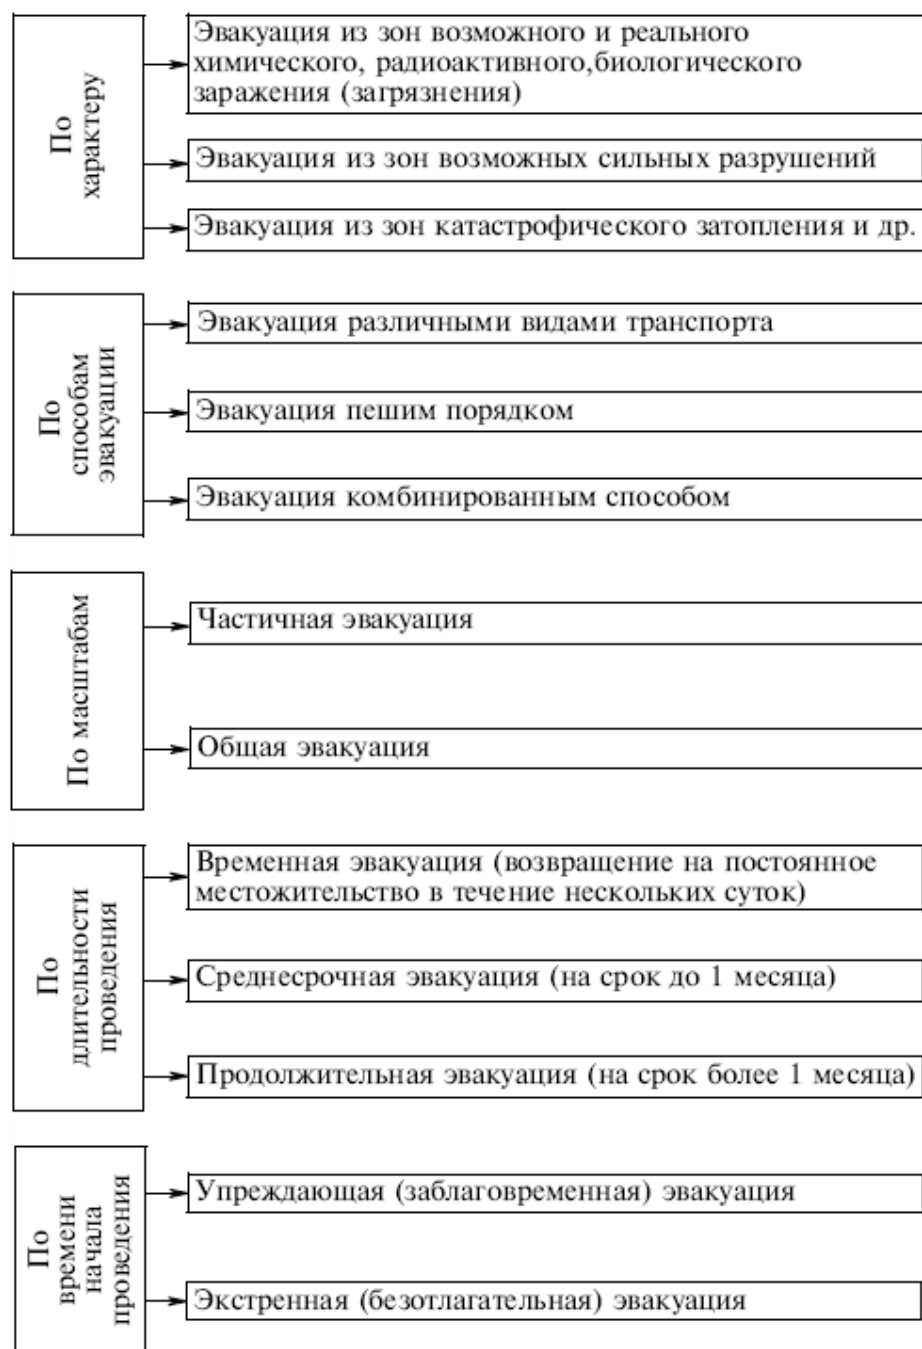 По
характеру
Эвакуация из зон возможного и реального
химического, радиоактивного,биологического
заражения (загрязнения)
Эвакуация из зон возможных сильных разрушений
Эвакуация из зон катастрофического затопления и др.
По
способам
эвакуации
Эвакуация различными видами транспорта
Эвакуация пешим порядком
Эвакуация комбинированным способом
По масштабам
Частичная эвакуация
Общая эвакуация
По
длительности
проведения
Временная эвакуация (возвращение на постоянное
местожительство в течение нескольких суток)
Среднесрочная эвакуация (на срок до 1 месяца)
Продолжительная эвакуация (на срок более 1 месяца)
По
времени
начала
проведения
Упреждающая (заблаговременная) эвакуация
Экстренная (безотлагательная) эвакуация